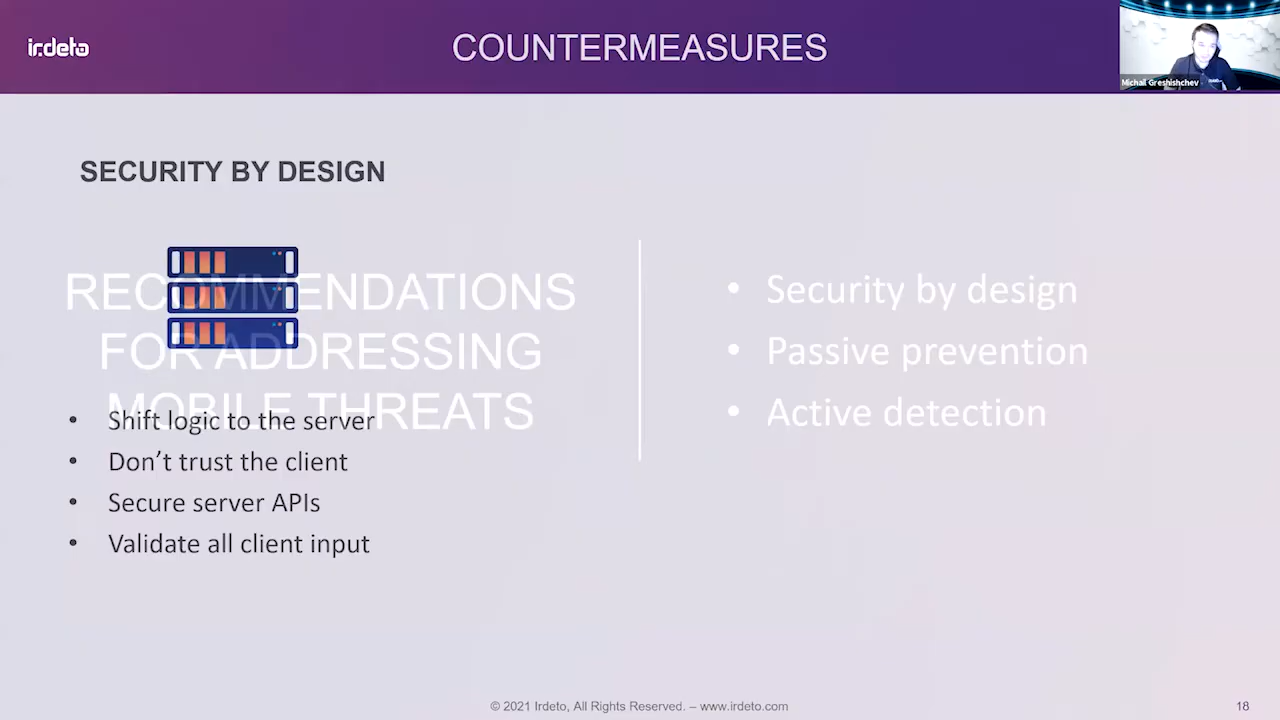 irdeto
COUNTERMEASURES
Michail Greshishchev
SECURITY BY DESIGN
RECOMMENDATIONS
FOR ADDRESSING
MOBILE THREATS
• Shift logic to the server
• Don’t trust the client
• Secure server APIs
• Validate all client input
• Security by design
• Passive prevention
• Active detection
© 2021 Irdeto, All Rights Reserved. – www.irdeto.com
18